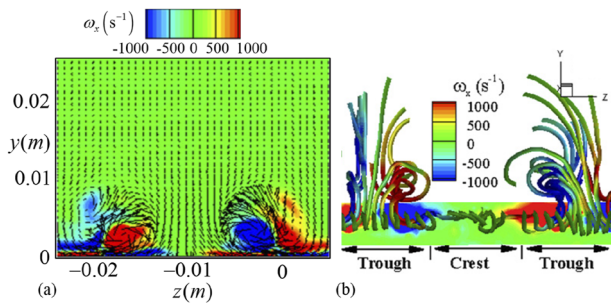 ωₓ (s⁻¹)
-1000 -500 0 500 1000
0.02
y(m)
0.01
0
−0.02 −0.01 0
(a) z(m)
Y
X Z
ωₓ (s⁻¹)
1000
500
0
-500
-1000
Trough Crest Trough
(b)